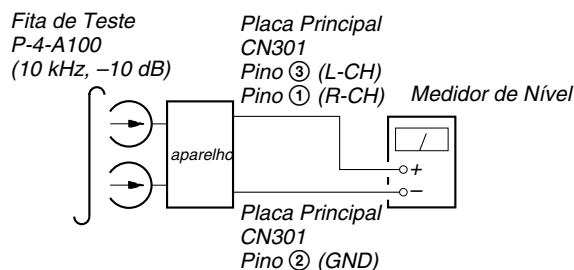 Fita de Teste
P-4-A100
(10 kHz, –10 dB)
Placa Principal
CN301
Pino ③ (L-CH)
Pino ① (R-CH)
Medidor de Nível
aparelho
+
–
Placa Principal
CN301
Pino ② (GND)